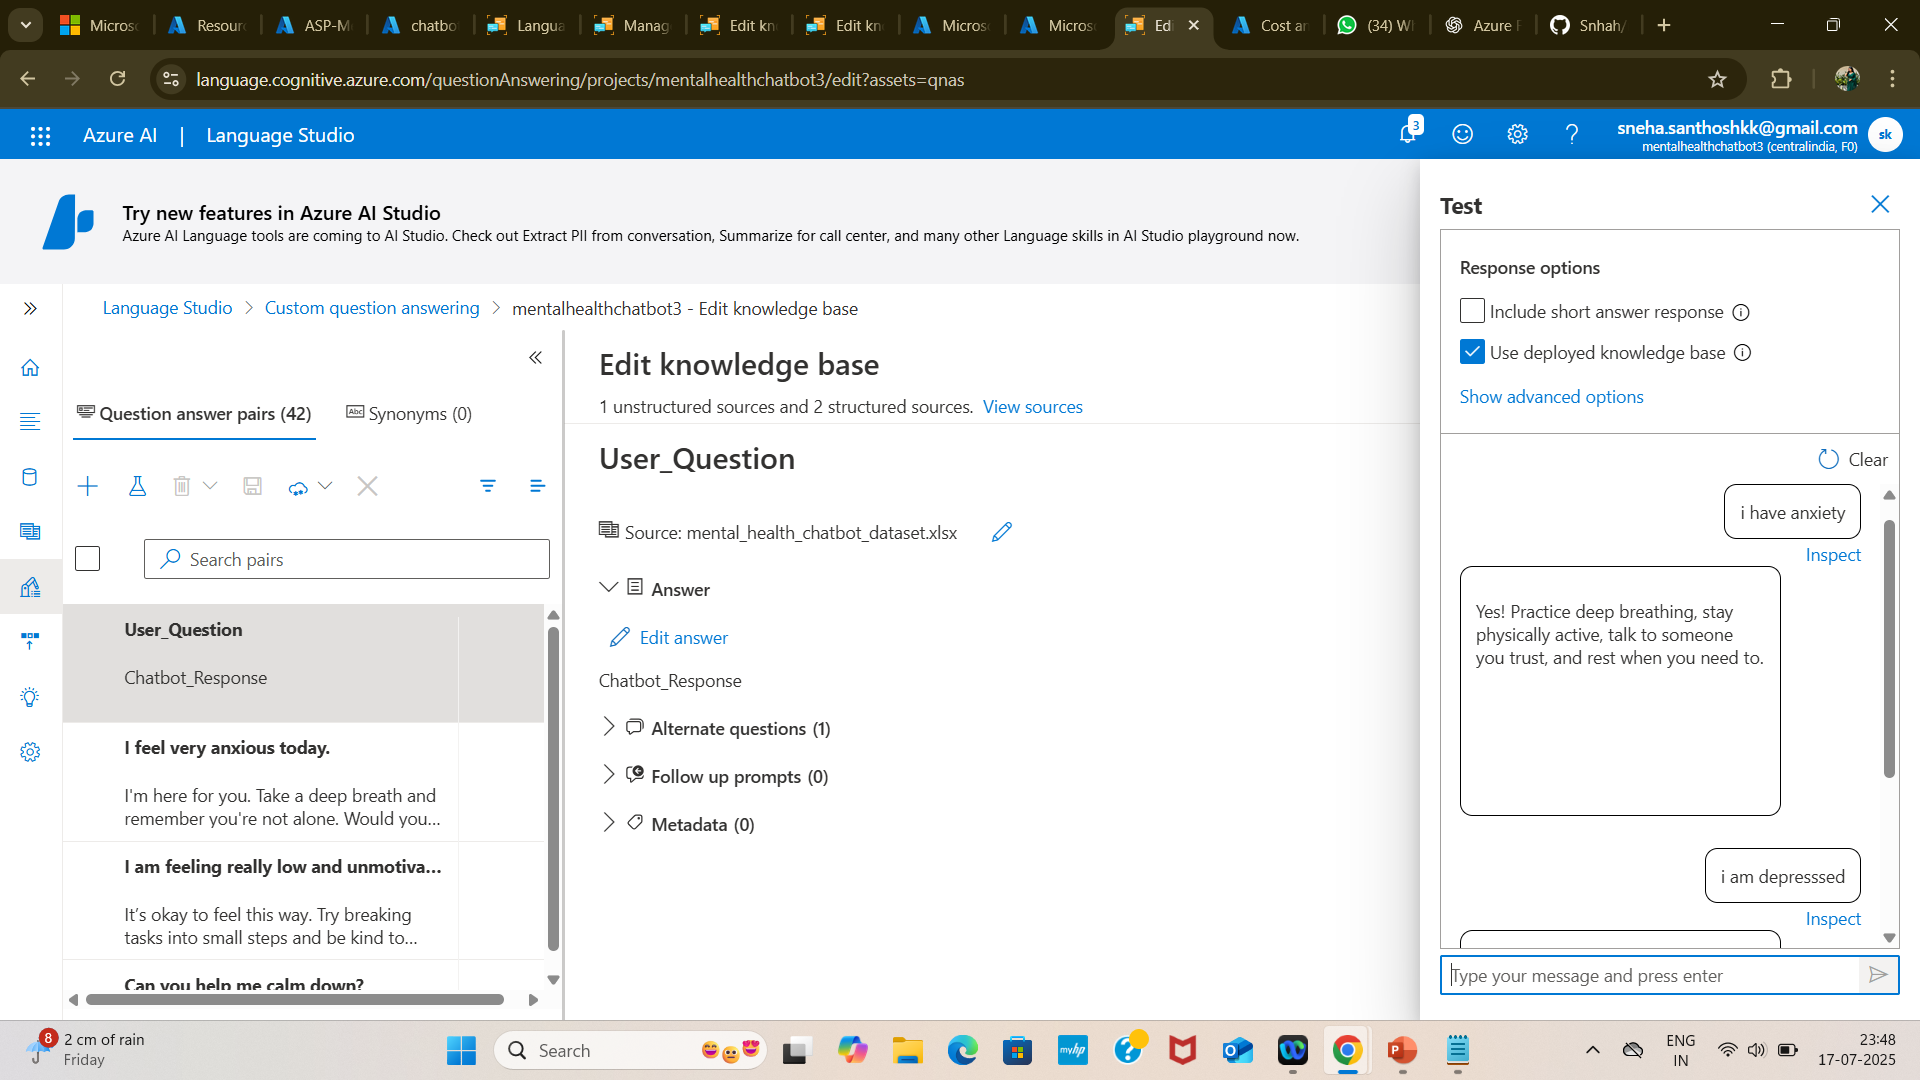 Micros
Resourc
ASP-M
chatbo
Langua
Manag
Edit kn
Edit kn
Micros
Micros
Edi
Cost an
(34) W
Azure F
Snhah/
language.cognitive.azure.com/questionAnswering/projects/mentalhealthchatbot3/edit?assets=qnas
Azure AI | Language Studio
3
sneha.santhoshkk@gmail.com
mentalhealthchatbot3 (centralindia, F0)
sk
Try new features in Azure AI Studio
Azure AI Language tools are coming to AI Studio. Check out Extract PII from conversation, Summarize for call center, and many other Language skills in AI Studio playground now.
Language Studio > Custom question answering > mentalhealthchatbot3 - Edit knowledge base
Question answer pairs (42)
Abc Synonyms (0)
Search pairs
User_Question
Chatbot_Response
I feel very anxious today.
I'm here for you. Take a deep breath and
remember you're not alone. Would you...
I am feeling really low and unmotiva...
It’s okay to feel this way. Try breaking
tasks into small steps and be kind to...
Can you help me calm down?
Edit knowledge base
1 unstructured sources and 2 structured sources. View sources
User_Question
Source: mental_health_chatbot_dataset.xlsx
Answer
Edit answer
Chatbot_Response
Alternate questions (1)
Follow up prompts (0)
Metadata (0)
Test
Response options
Include short answer response
Use deployed knowledge base
Show advanced options
Clear
i have anxiety
Inspect
Yes! Practice deep breathing, stay
physically active, talk to someone
you trust, and rest when you need to.
i am depresssed
Inspect
Type your message and press enter
8
2 cm of rain
Friday
Search
myhp
ENG
IN
23:48
17-07-2025